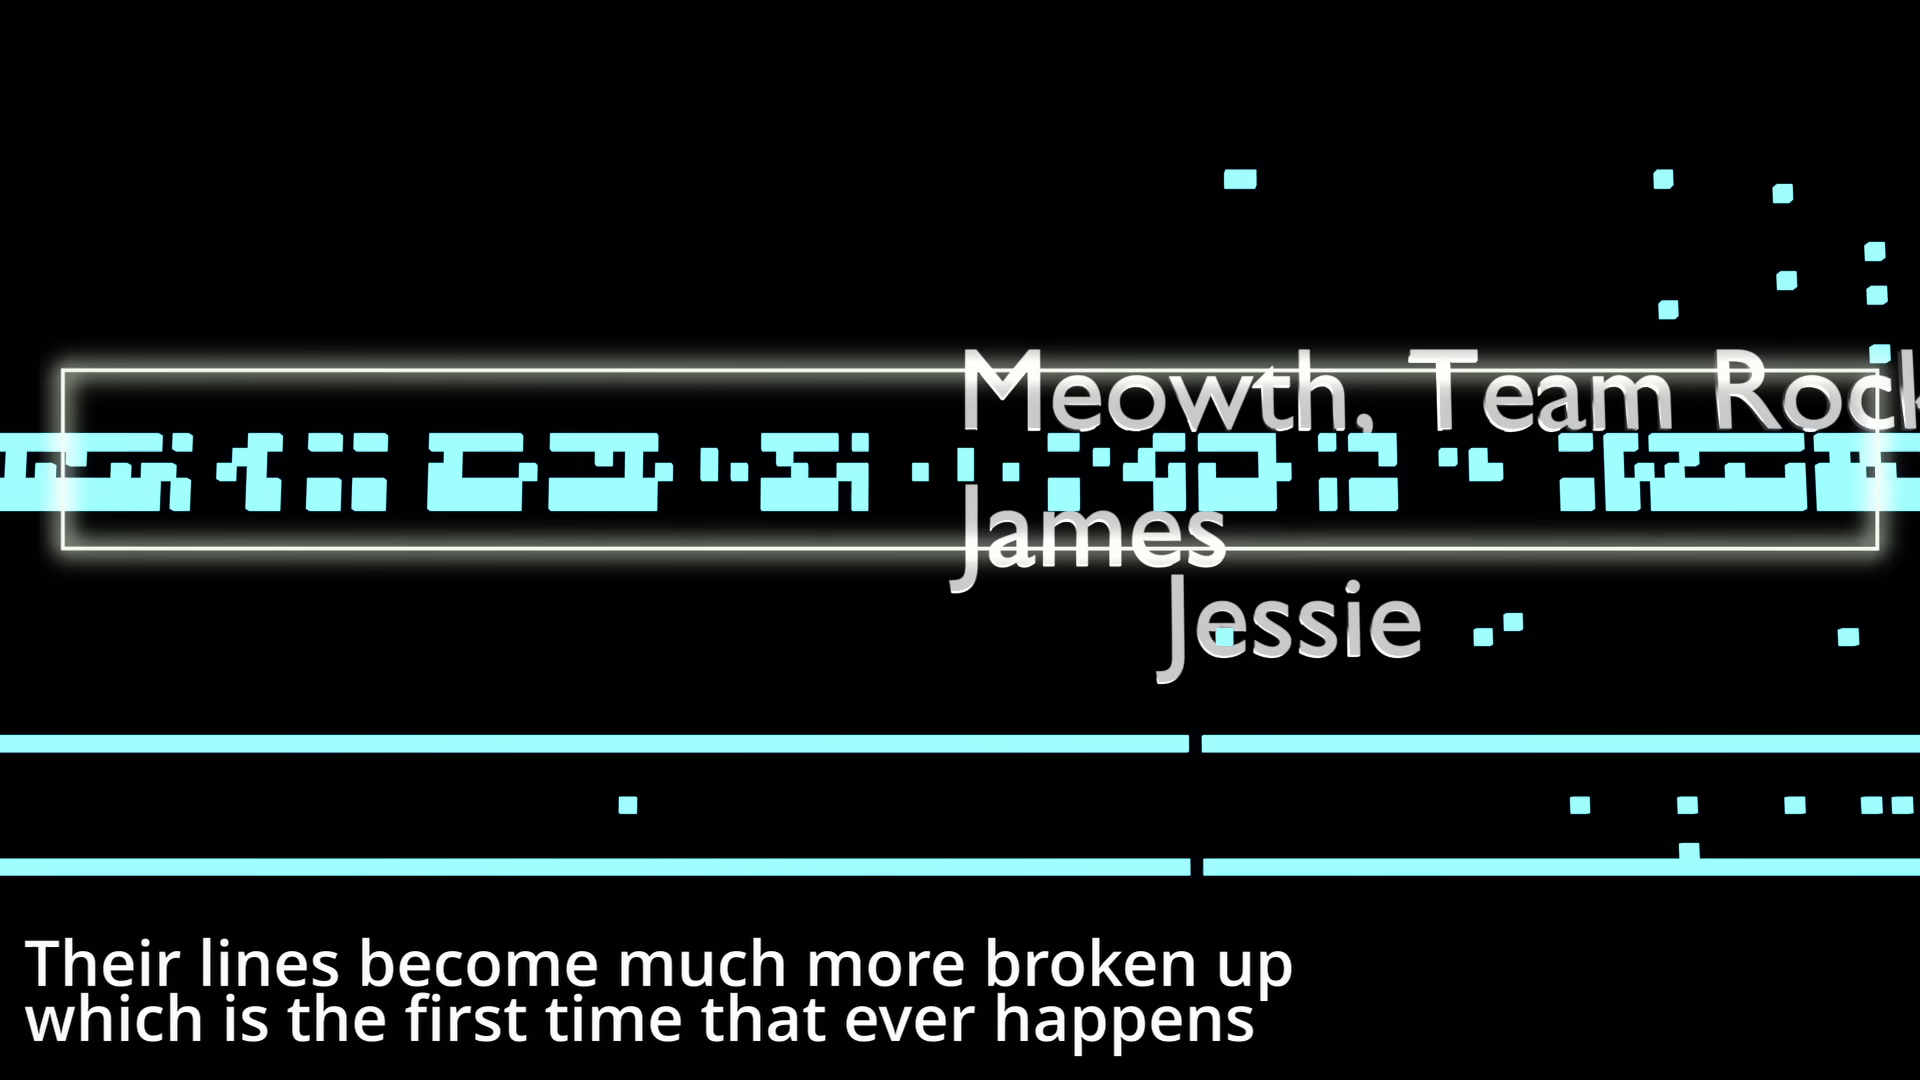 Meowth, Team Rock
James
Jessie
Their lines become much more broken up
which is the first time that ever happens